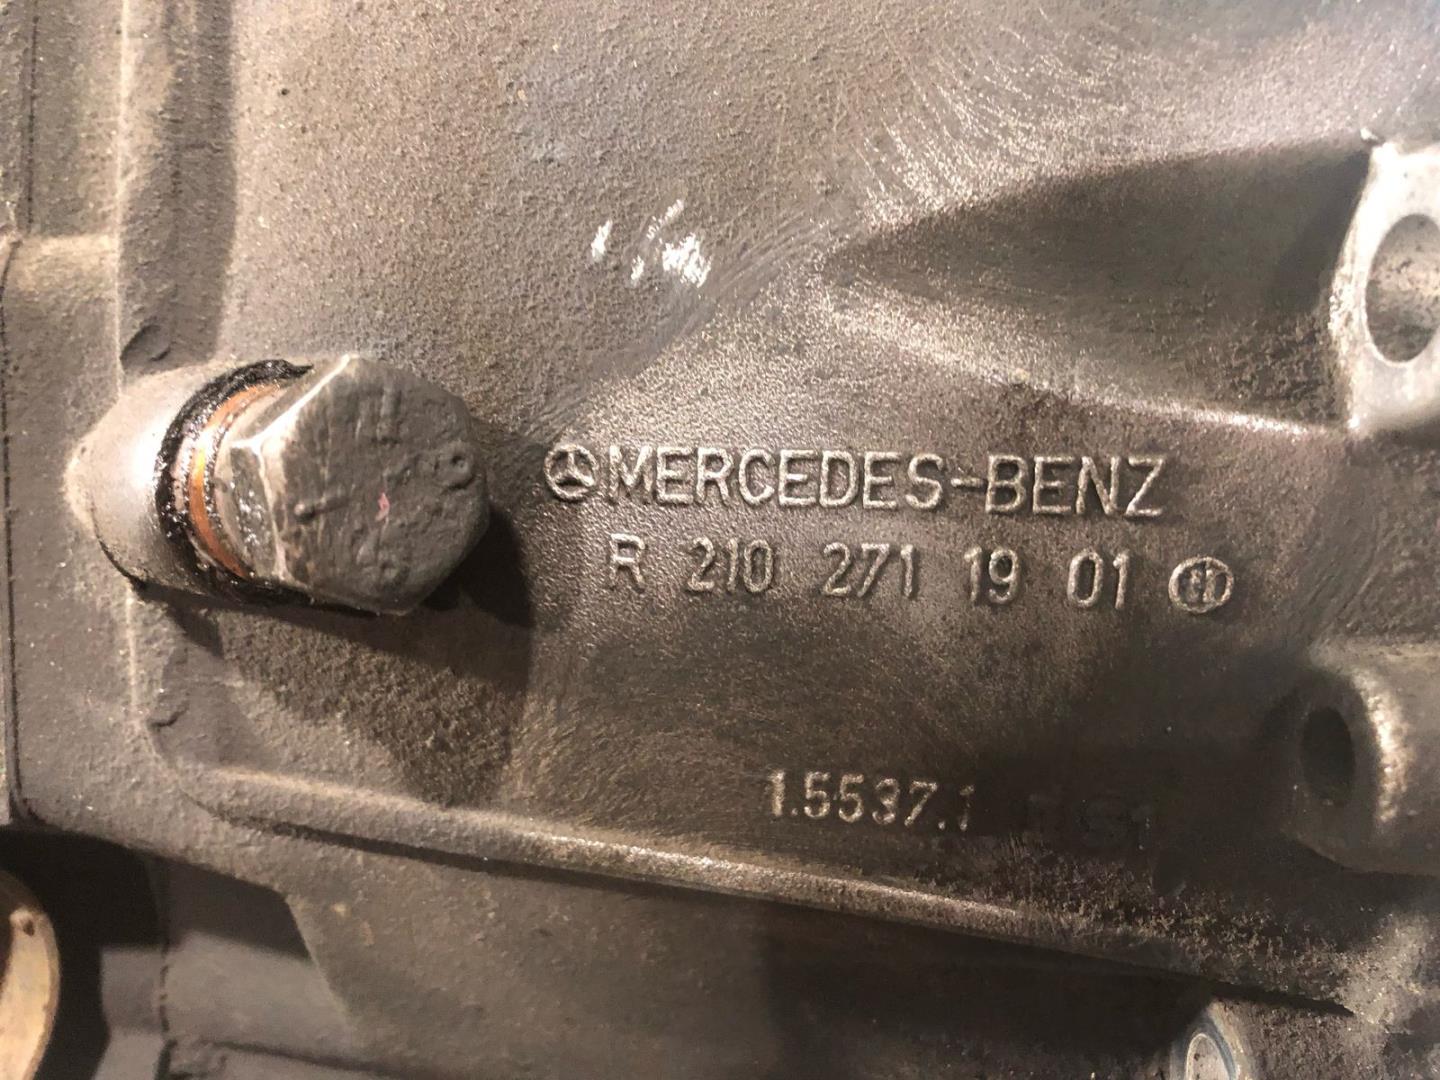 MERCEDES-BENZ
R 210 271 19 01
1.5537.1